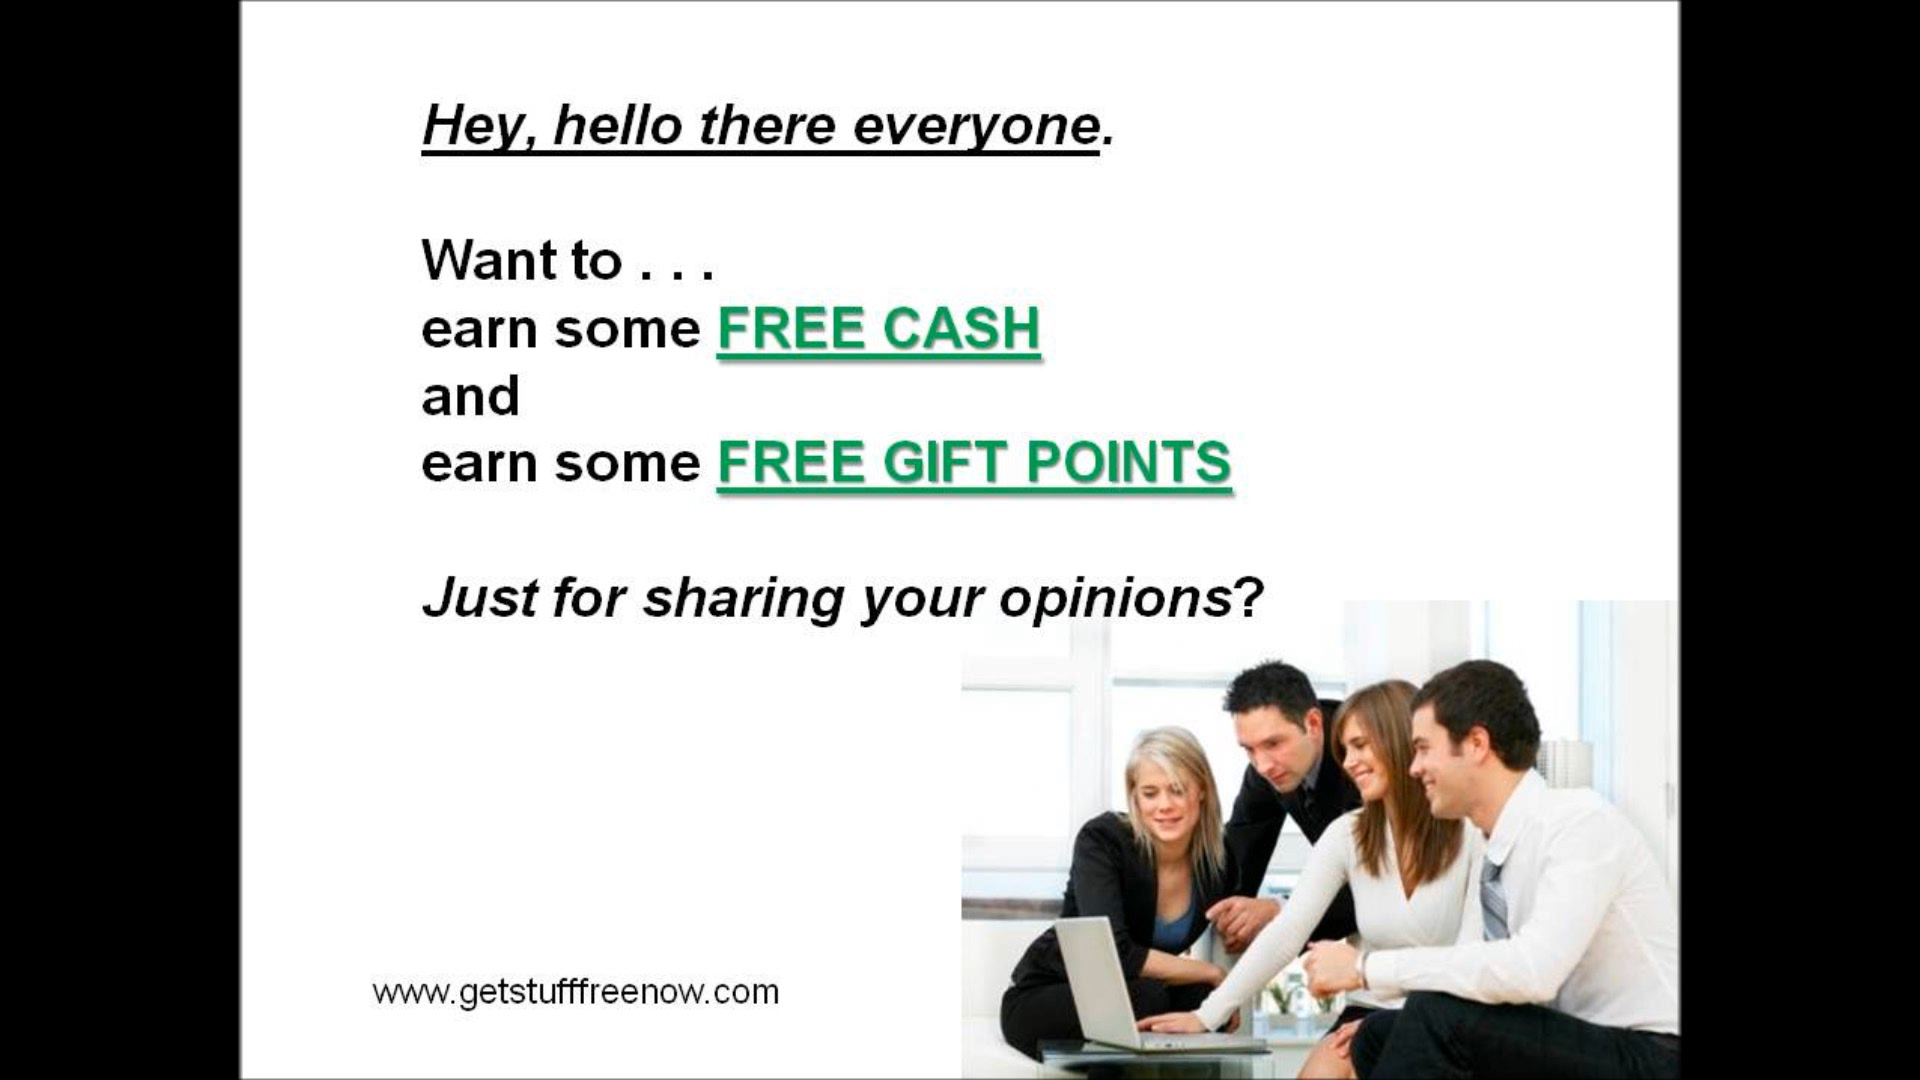 Hey, hello there everyone.
Want to . . .
earn some FREE CASH
and
earn some FREE GIFT POINTS
Just for sharing your opinions?
www.getstufffreenow.com